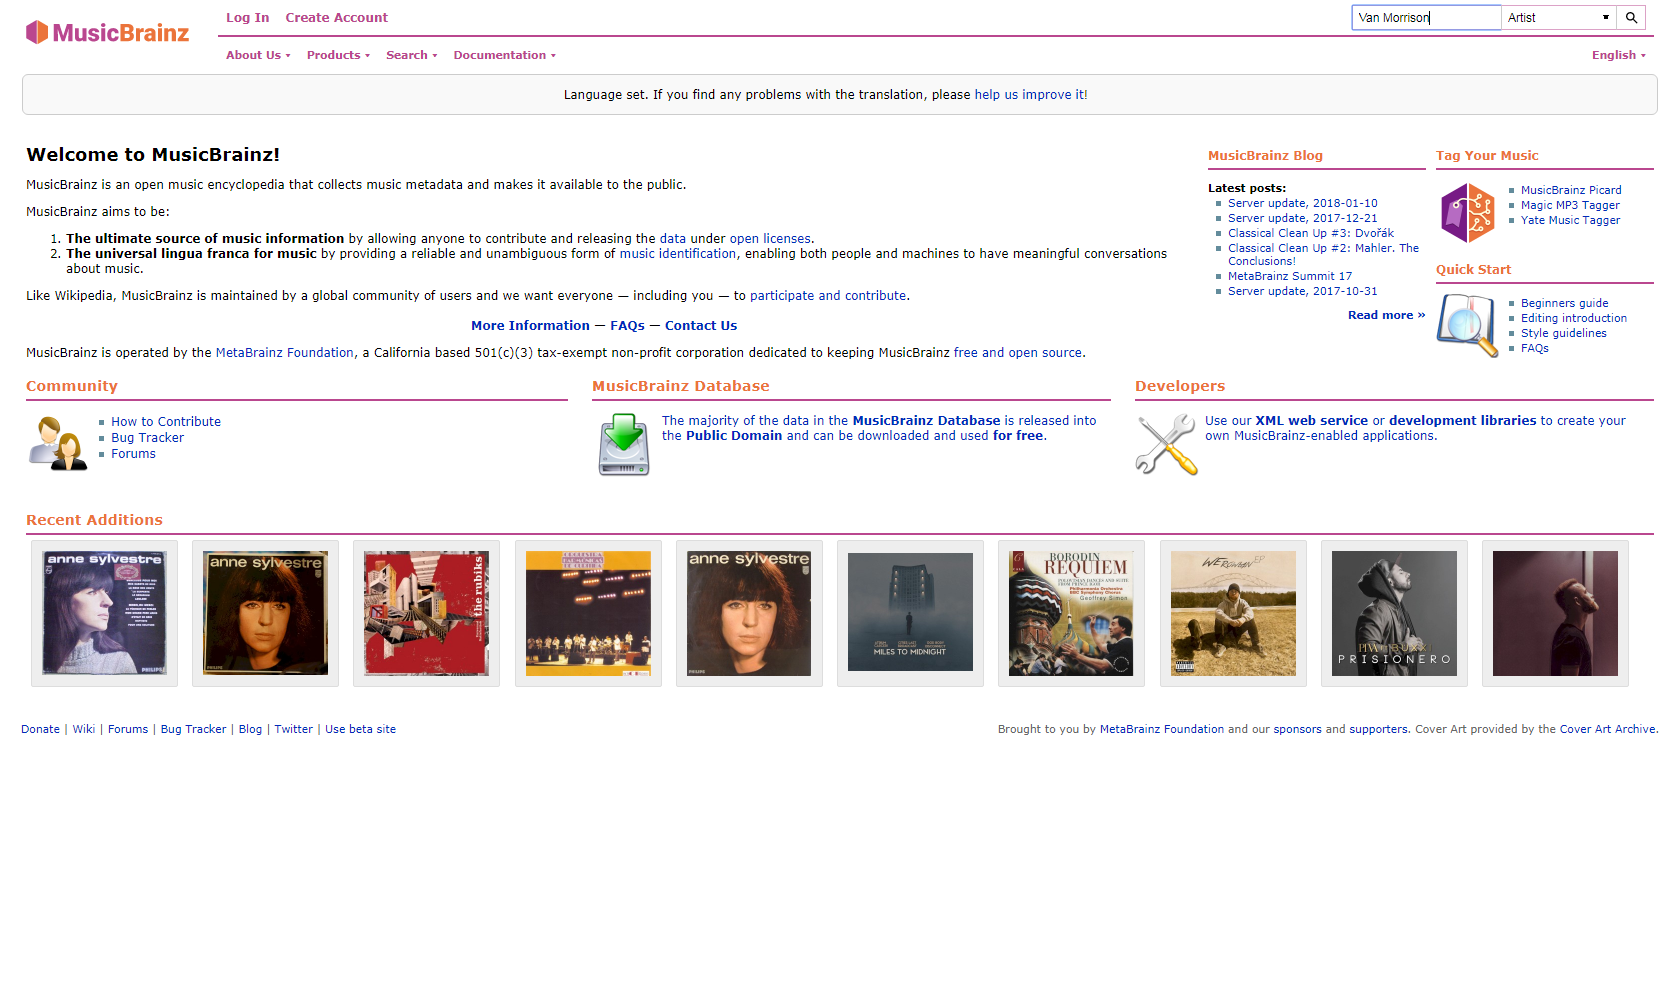 MusicBrainz
Log In Create Account
Van Morrison Artist
About Us Products Search Documentation English
Language set. If you find any problems with the translation, please help us improve it!
Welcome to MusicBrainz!
MusicBrainz is an open music encyclopedia that collects music metadata and makes it available to the public.
MusicBrainz aims to be:
1. The ultimate source of music information by allowing anyone to contribute and releasing the data under open licenses.
2. The universal lingua franca for music by providing a reliable and unambiguous form of music identification, enabling both people and machines to have meaningful conversations
about music.
Like Wikipedia, MusicBrainz is maintained by a global community of users and we want everyone — including you — to participate and contribute.
More Information — FAQs — Contact Us
MusicBrainz is operated by the MetaBrainz Foundation, a California based 501(c)(3) tax-exempt non-profit corporation dedicated to keeping MusicBrainz free and open source.
MusicBrainz Blog
Latest posts:
Server update, 2018-01-10
Server update, 2017-12-21
Classical Clean Up #3: Dvořák
Classical Clean Up #2: Mahler. The
Conclusions!
MetaBrainz Summit 17
Server update, 2017-10-31
Read more »
Tag Your Music
MusicBrainz Picard
Magic MP3 Tagger
Yate Music Tagger
Quick Start
Beginners guide
Editing introduction
Style guidelines
FAQs
Community
How to Contribute
Bug Tracker
Forums
MusicBrainz Database
The majority of the data in the MusicBrainz Database is released into
the Public Domain and can be downloaded and used for free.
Developers
Use our XML web service or development libraries to create your
own MusicBrainz-enabled applications.
Recent Additions
anne sylvestre
PHILIPS
anne sylvestre
the rubiks
anne sylvestre
MILES TO MIDNIGHT
BORODIN
REQUIEM
POLOVTSIAN DANCES AND SUITE
FROM PRINCE IGOR
Philharmonia Orchestra
BBC Symphony Chorus
Geoffrey Simon
PRISIONERO
Donate | Wiki | Forums | Bug Tracker | Blog | Twitter | Use beta site
Brought to you by MetaBrainz Foundation and our sponsors and supporters. Cover Art provided by the Cover Art Archive.